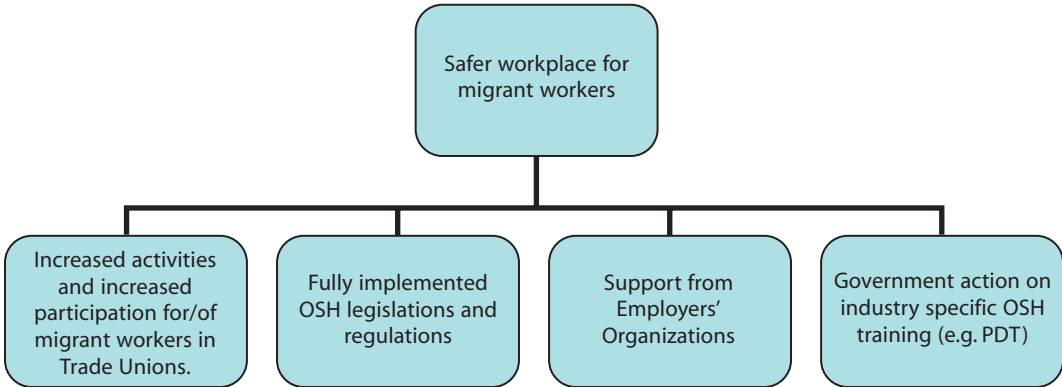 Safer workplace for
migrant workers
Increased activities
and increased
participation for/of
migrant workers in
Trade Unions.
Fully implemented
OSH legislations and
regulations
Support from
Employers’
Organizations
Government action on
industry specific OSH
training (e.g. PDT)